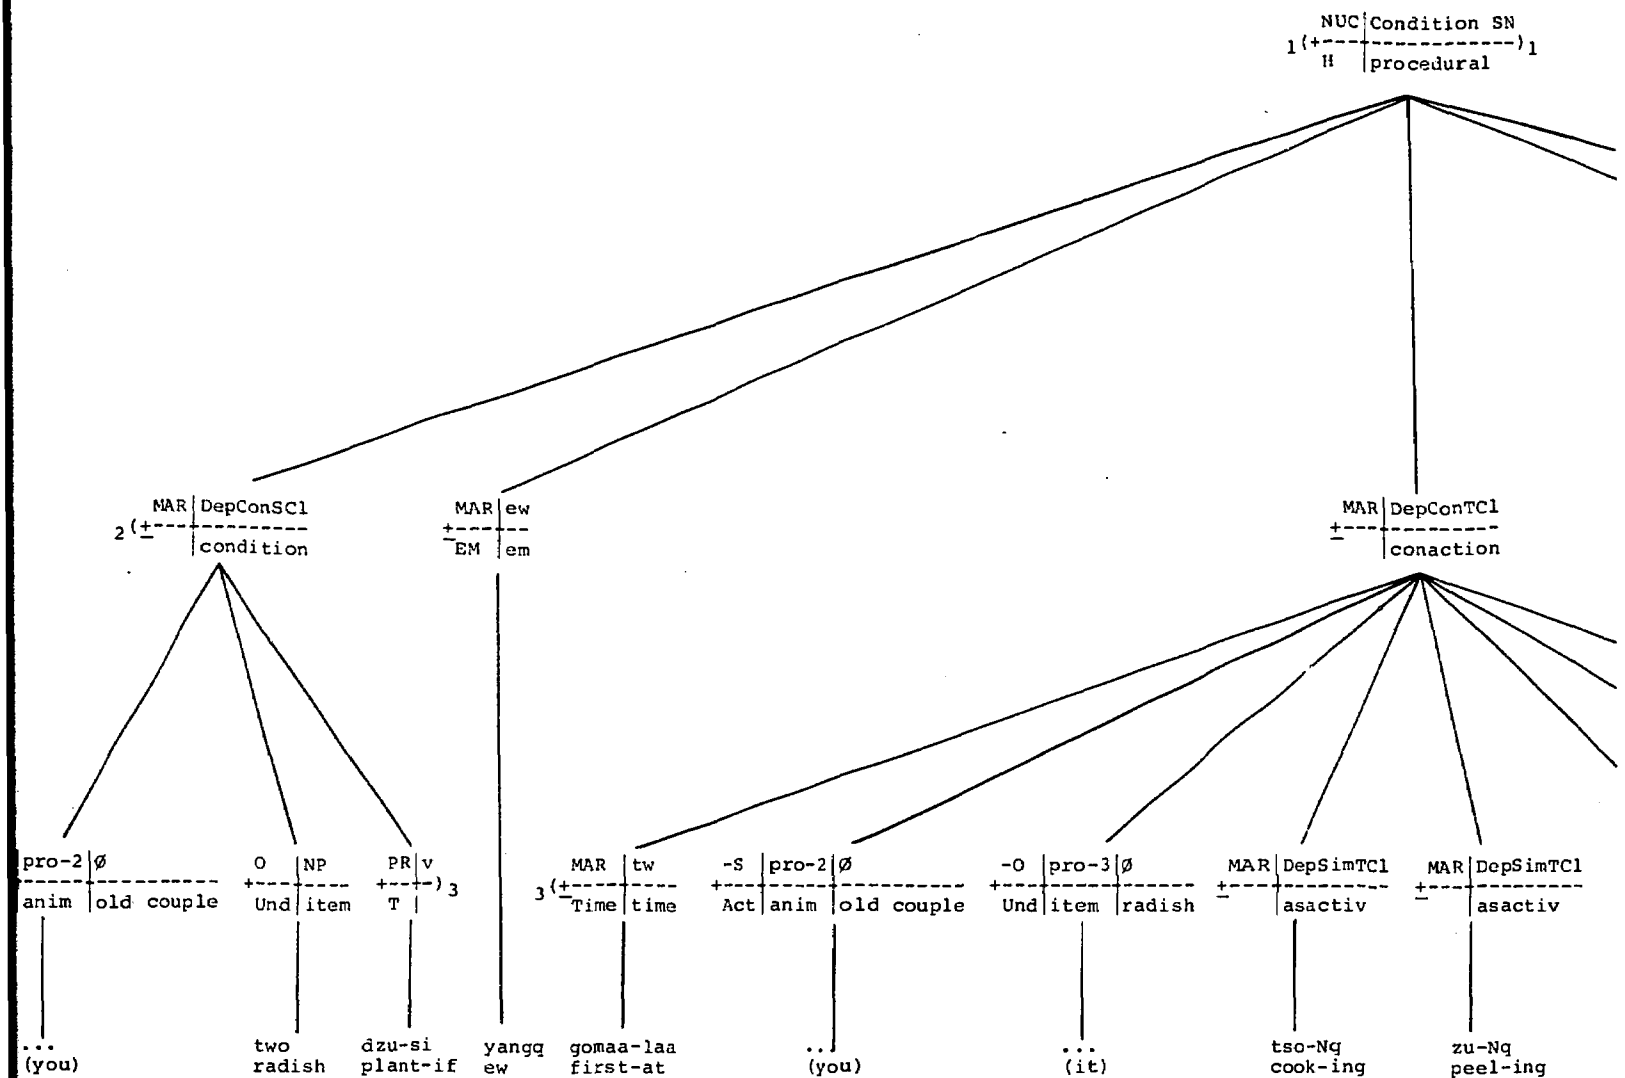 NUC|Condition SN
1(+----------------)1
H |procedural
MAR|DepConSCl MAR|ew MAR|DepConTCl
2(±--------------- ±------- ±---------------
|condition EM |em |conaction
pro-2|Ø O |NP PR|v MAR |tw -S |pro-2|Ø -O |pro-3|Ø MAR|DepSimTCl MAR|DepSimTCl
------------------ +--------- +----)3 3(±--------- +-------------------- +------------------ ±-------------- ±--------------
anim |old couple Und|item T | Time|time Act|anim |old couple Und|item |radish |asactiv |asactiv
... two dzu-si yangq gomaa-laa ... ... tso-Nq zu-Nq
(you) radish plant-if ew first-at (you) (it) cook-ing peel-ing